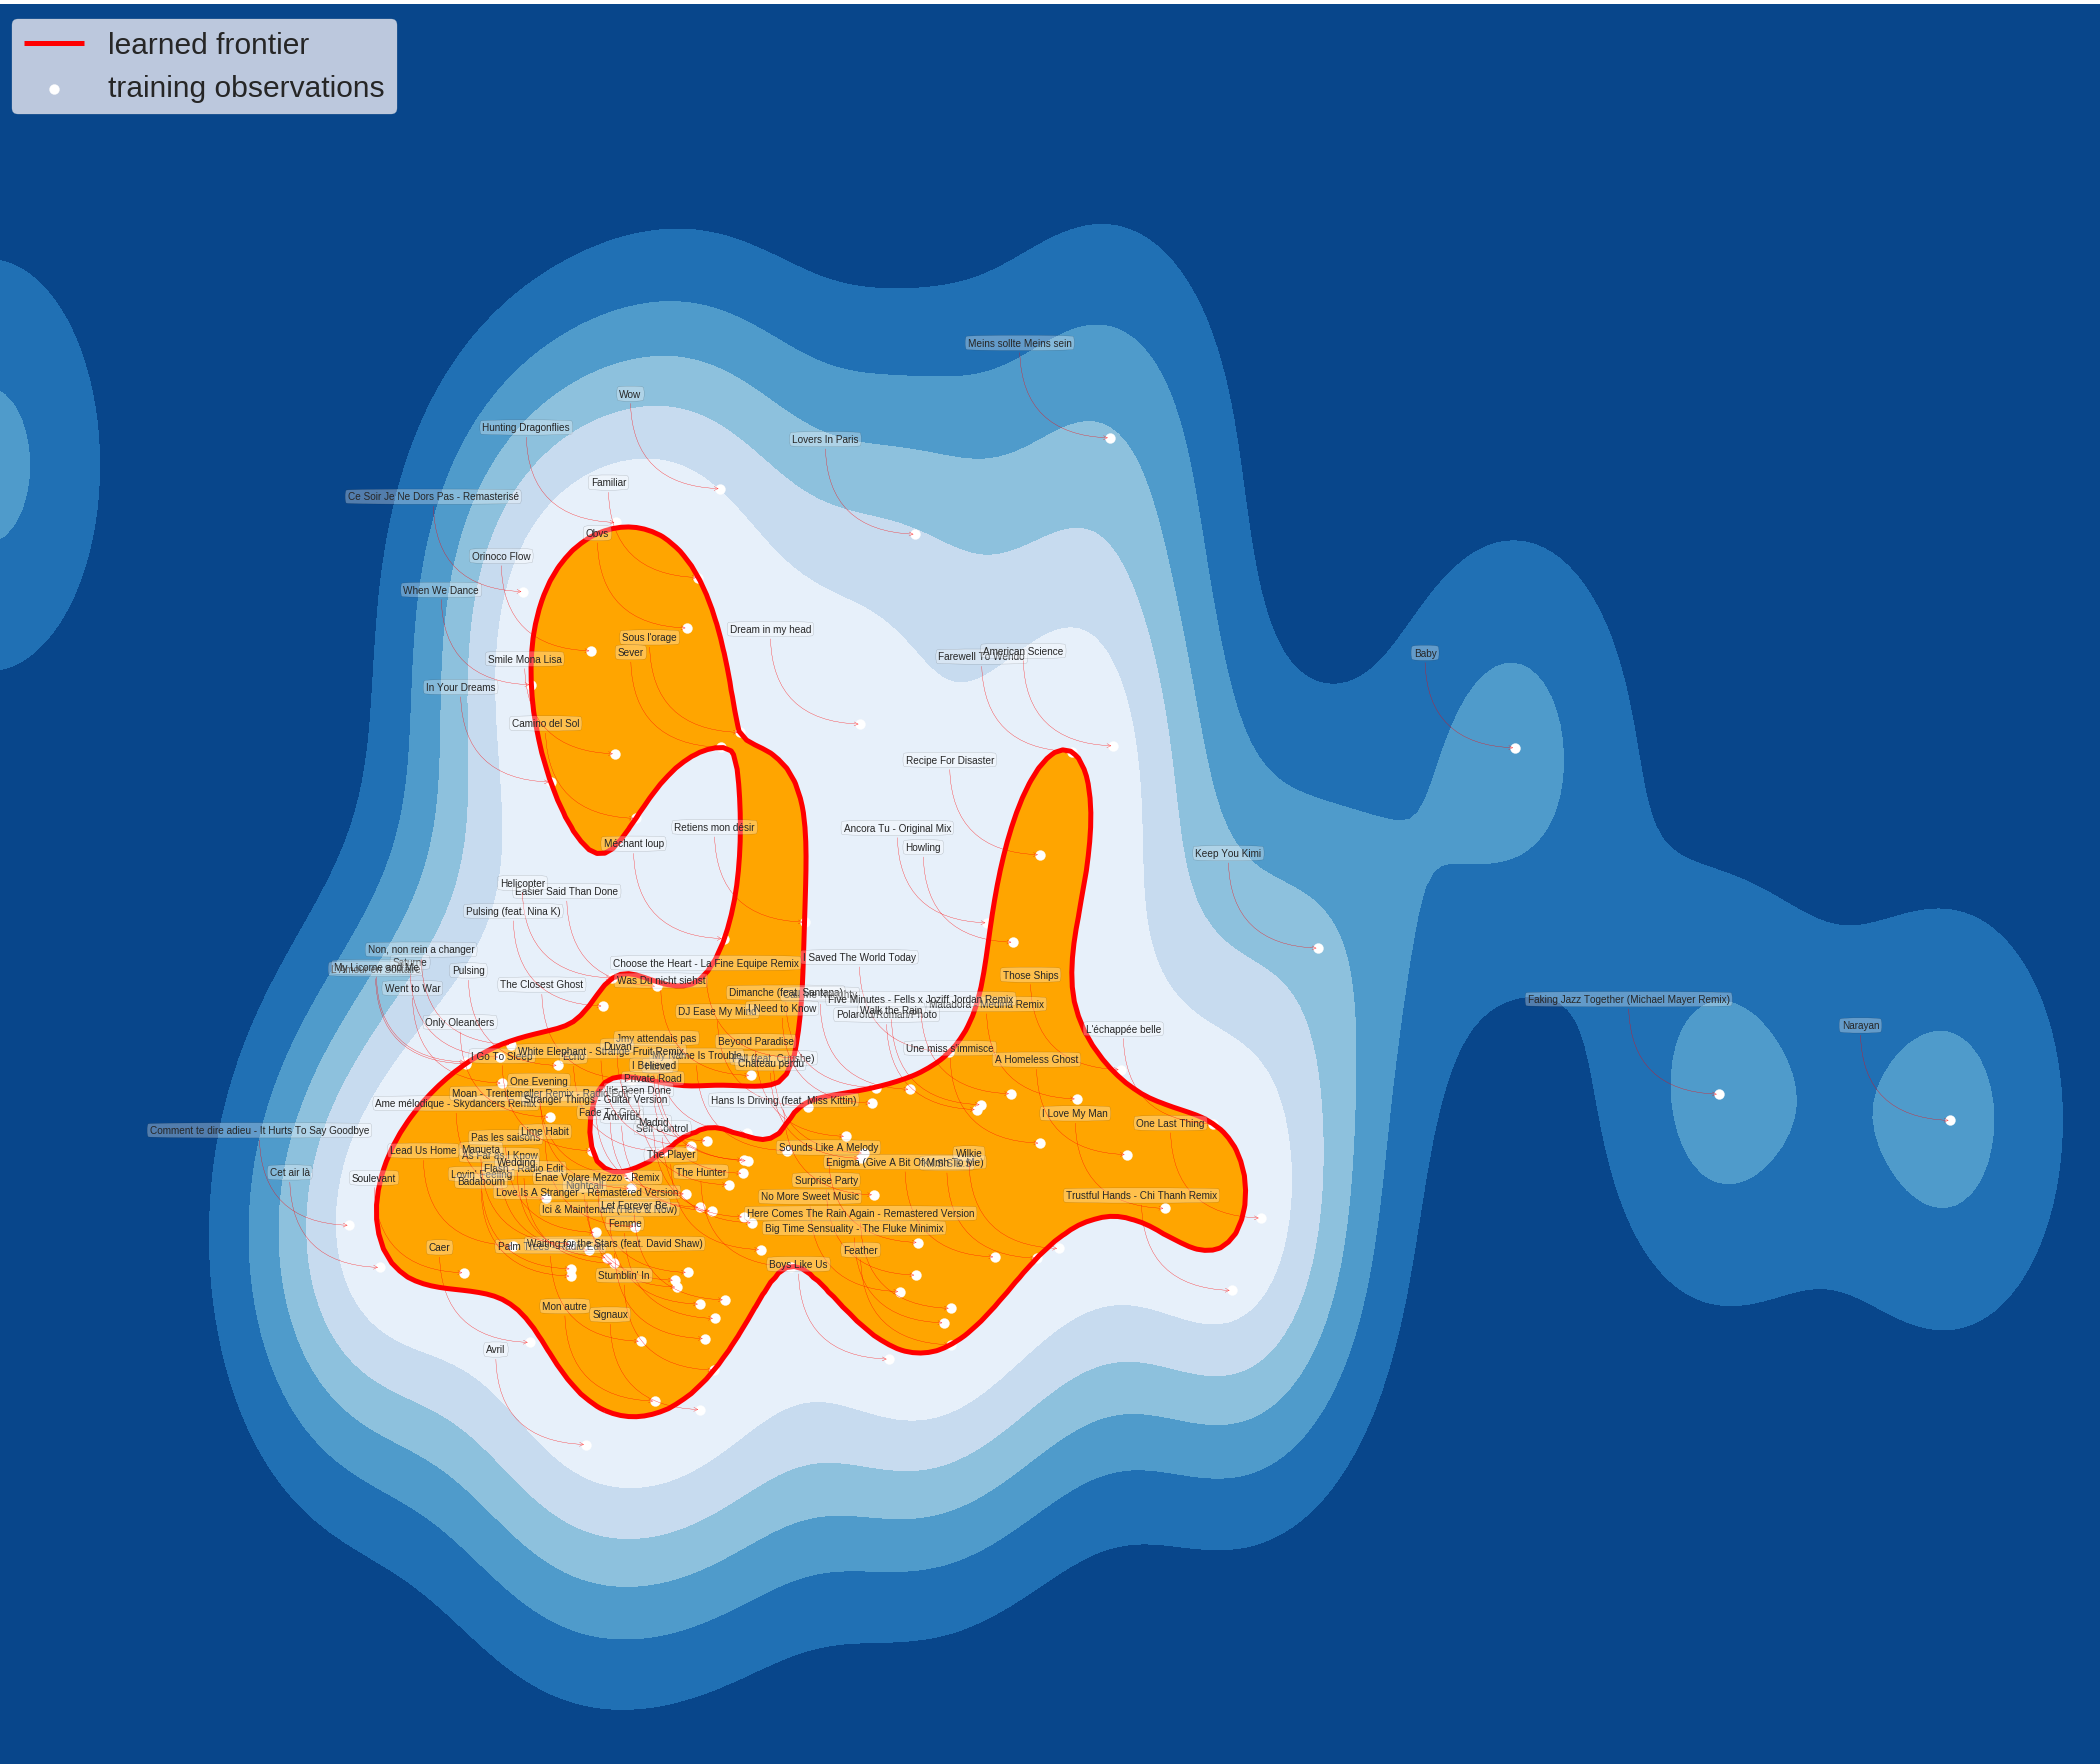 learned frontier
training observations
Meins sollte Meins sein
Wow
Hunting Dragonflies
Lovers In Paris
Familiar
Ce Soir Je Ne Dors Pas - Remasterisé
Obvs
Orinoco Flow
When We Dance
Dream in my head
Sous l'orage
American Science
Sever
Baby
Farewell To Wendo
Smile Mona Lisa
In Your Dreams
Camino del Sol
Recipe For Disaster
Retiens mon désir
Ancora Tu - Original Mix
Méchant loup
Howling
Keep You Kimi
Helicopter
Easier Said Than Done
Pulsing (feat. Nina K)
Non, non rein a changer
I Saved The World Today
Choose the Heart - La Fine Equipe Remix
My Licorne and Me
Pulsing
Those Ships
Was Du nicht siehst
The Closest Ghost
Went to War
Dimanche (feat. Santana)
Five Minutes - Fells x Joziff Jordan Remix
Faking Jazz Together (Michael Mayer Remix)
Matadora - Medina Remix
I Need to Know
DJ Ease My Mind
Walk the Rain
Only Oleanders
Narayan
L'échappée belle
Jmy attendais pas
Beyond Paradise
Duvan
Une miss s'immisce
White Elephant - Strange Fruit Remix
I Go To Sleep
Echo
My Name Is Trouble
A Homeless Ghost
Château perdu
I Believed
Private Road
One Evening
Stranger Things - Guitar Version
Hans Is Driving (feat. Miss Kittin)
Ame mélodique - Skydancers Remix
Fade To Grey
I Love My Man
Antivirus
Madrid
One Last Thing
Self Control
Comment te dire adieu - It Hurts To Say Goodbye
Lime Habit
Pas les saisons
Sounds Like A Melody
Lead Us Home
Manueta
The Player
Wilkie
As Far as I Know
Wedding
Enigma (Give A Bit Of Mmh To Me)
Flash - Radio Edit
Cet air là
The Hunter
Lovin' Feeling
Soulevant
Enae Volare Mezzo - Remix
Badaboum
Surprise Party
Nightcall
Love Is A Stranger - Remastered Version
No More Sweet Music
Trustful Hands - Chi Thanh Remix
Let Forever Be
Ici & Maintenant (Here & Now)
Here Comes The Rain Again - Remastered Version
Femme
Big Time Sensuality - The Fluke Minimix
Waiting for the Stars (feat. David Shaw)
Caer
Palm Trees - Radio Edit
Feather
Boys Like Us
Stumblin' In
Mon autre
Signaux
Avril